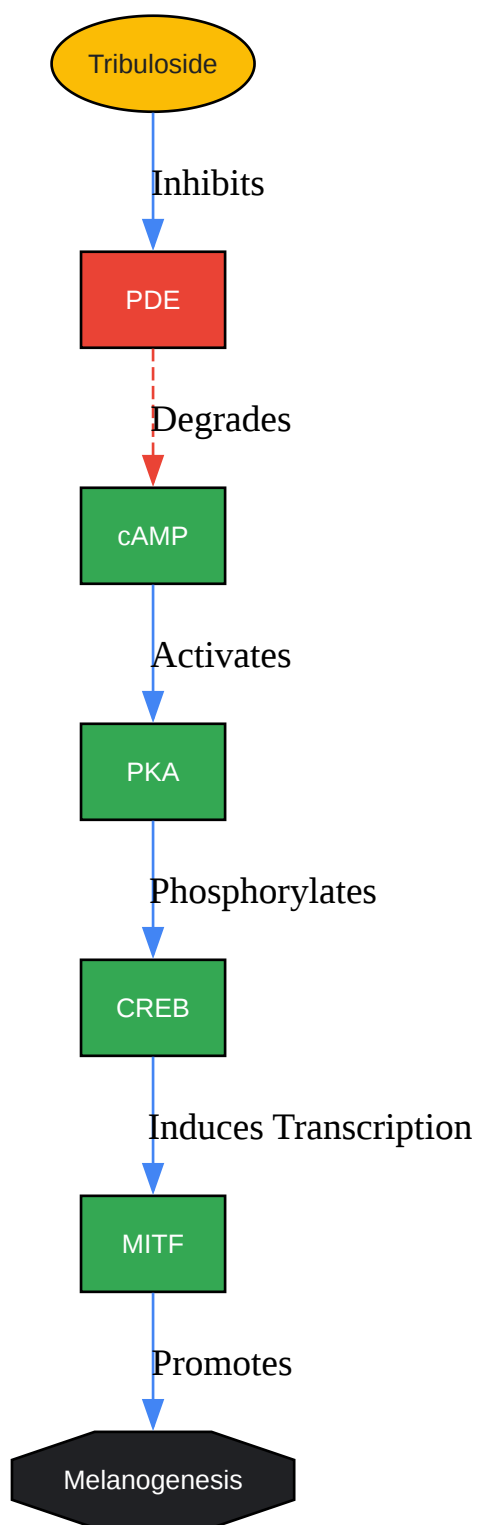 Tribuloside
Inhibits
PDE
Degrades
cAMP
Activates
PKA
Phosphorylates
CREB
Induces Transcription
MITF
Promotes
Melanogenesis